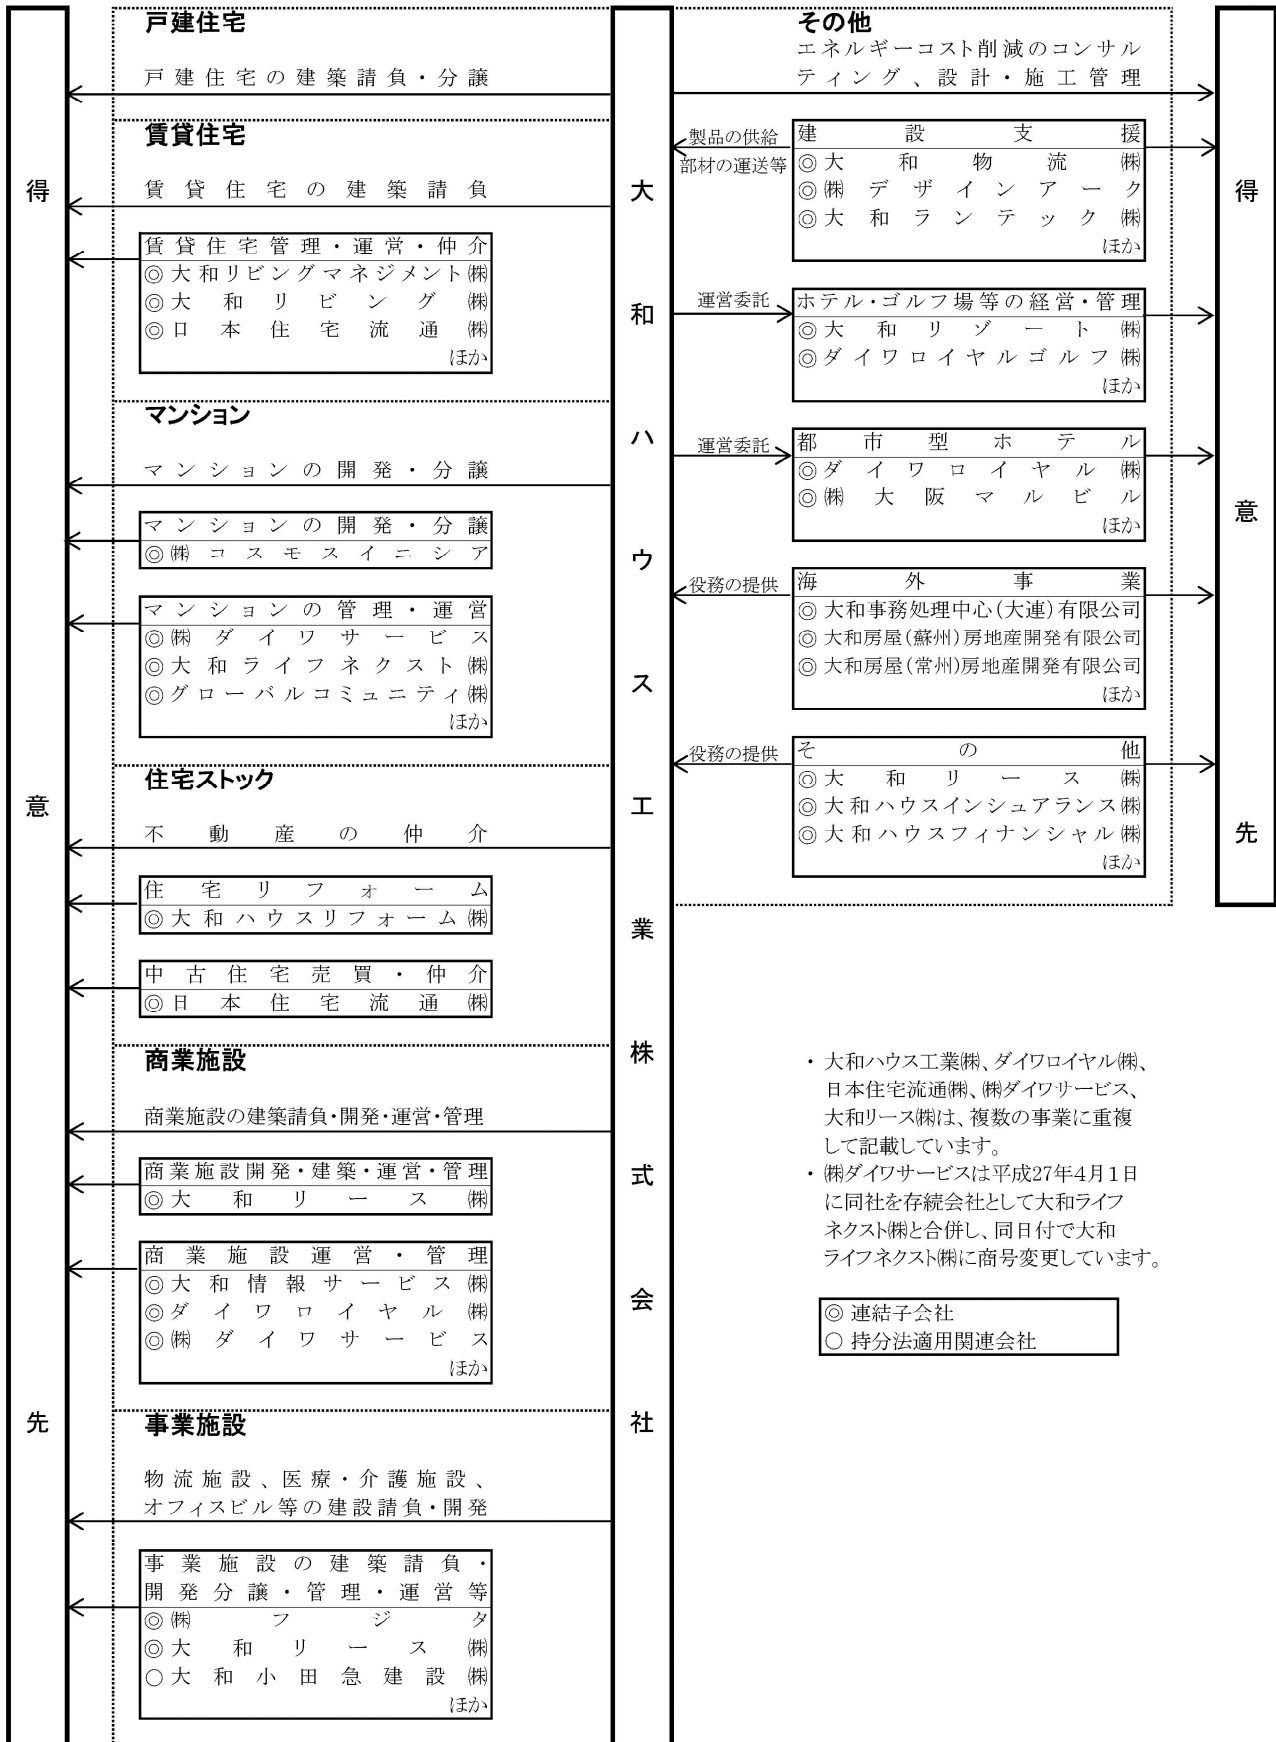 得意先
戸建住宅
戸建住宅の建築請負・分譲
賃貸住宅
賃貸住宅の建築請負
賃貸住宅管理・運営・仲介
◎大和リビングマネジメント㈱
◎大和リビング㈱
◎日本住宅流通㈱
ほか
マンション
マンションの開発・分譲
マンションの開発・分譲
◎㈱コスモスイニシア
マンションの管理・運営
◎㈱ダイワサービス
◎大和ライフネクスト㈱
◎グローバルコミュニティ㈱
ほか
住宅ストック
不動産の仲介
住宅リフォーム
◎大和ハウスリフォーム㈱
中古住宅売買・仲介
◎日本住宅流通㈱
商業施設
商業施設の建築請負・開発・運営・管理
商業施設開発・建築・運営・管理
◎大和リース㈱
商業施設運営・管理
◎大和情報サービス㈱
◎ダイワロイヤル㈱
◎㈱ダイワサービス
ほか
事業施設
物流施設、医療・介護施設、
オフィスビル等の建設請負・開発
事業施設の建築請負・
開発分譲・管理・運営等
◎㈱フジタ
◎大和リース㈱
○大和小田急建設㈱
ほか
大和ハウス工業株式会社
その他
エネルギーコスト削減のコンサル
ティング、設計・施工管理
製品の供給
部材の運送等
建設支援
◎大和物流㈱
◎㈱デザインアーク
◎大和ランテック㈱
ほか
運営委託
ホテル・ゴルフ場等の経営・管理
◎大和リゾート㈱
◎ダイワロイヤルゴルフ㈱
ほか
運営委託
都市型ホテル
◎ダイワロイヤル㈱
◎㈱大阪マルビル
ほか
役務の提供
海外事業
◎大和事務処理中心(大連)有限公司
◎大和房屋(蘇州)房地産開発有限公司
◎大和房屋(常州)房地産開発有限公司
ほか
役務の提供
その他
◎大和リース㈱
◎大和ハウスインシュアランス㈱
◎大和ハウスフィナンシャル㈱
ほか
得意先
・大和ハウス工業㈱、ダイワロイヤル㈱、
日本住宅流通㈱、㈱ダイワサービス、
大和リース㈱は、複数の事業に重複
して記載しています。
・㈱ダイワサービスは平成27年4月1日
に同社を存続会社として大和ライフ
ネクスト㈱と合併し、同日付で大和
ライフネクスト㈱に商号変更しています。
◎ 連結子会社
○ 持分法適用関連会社